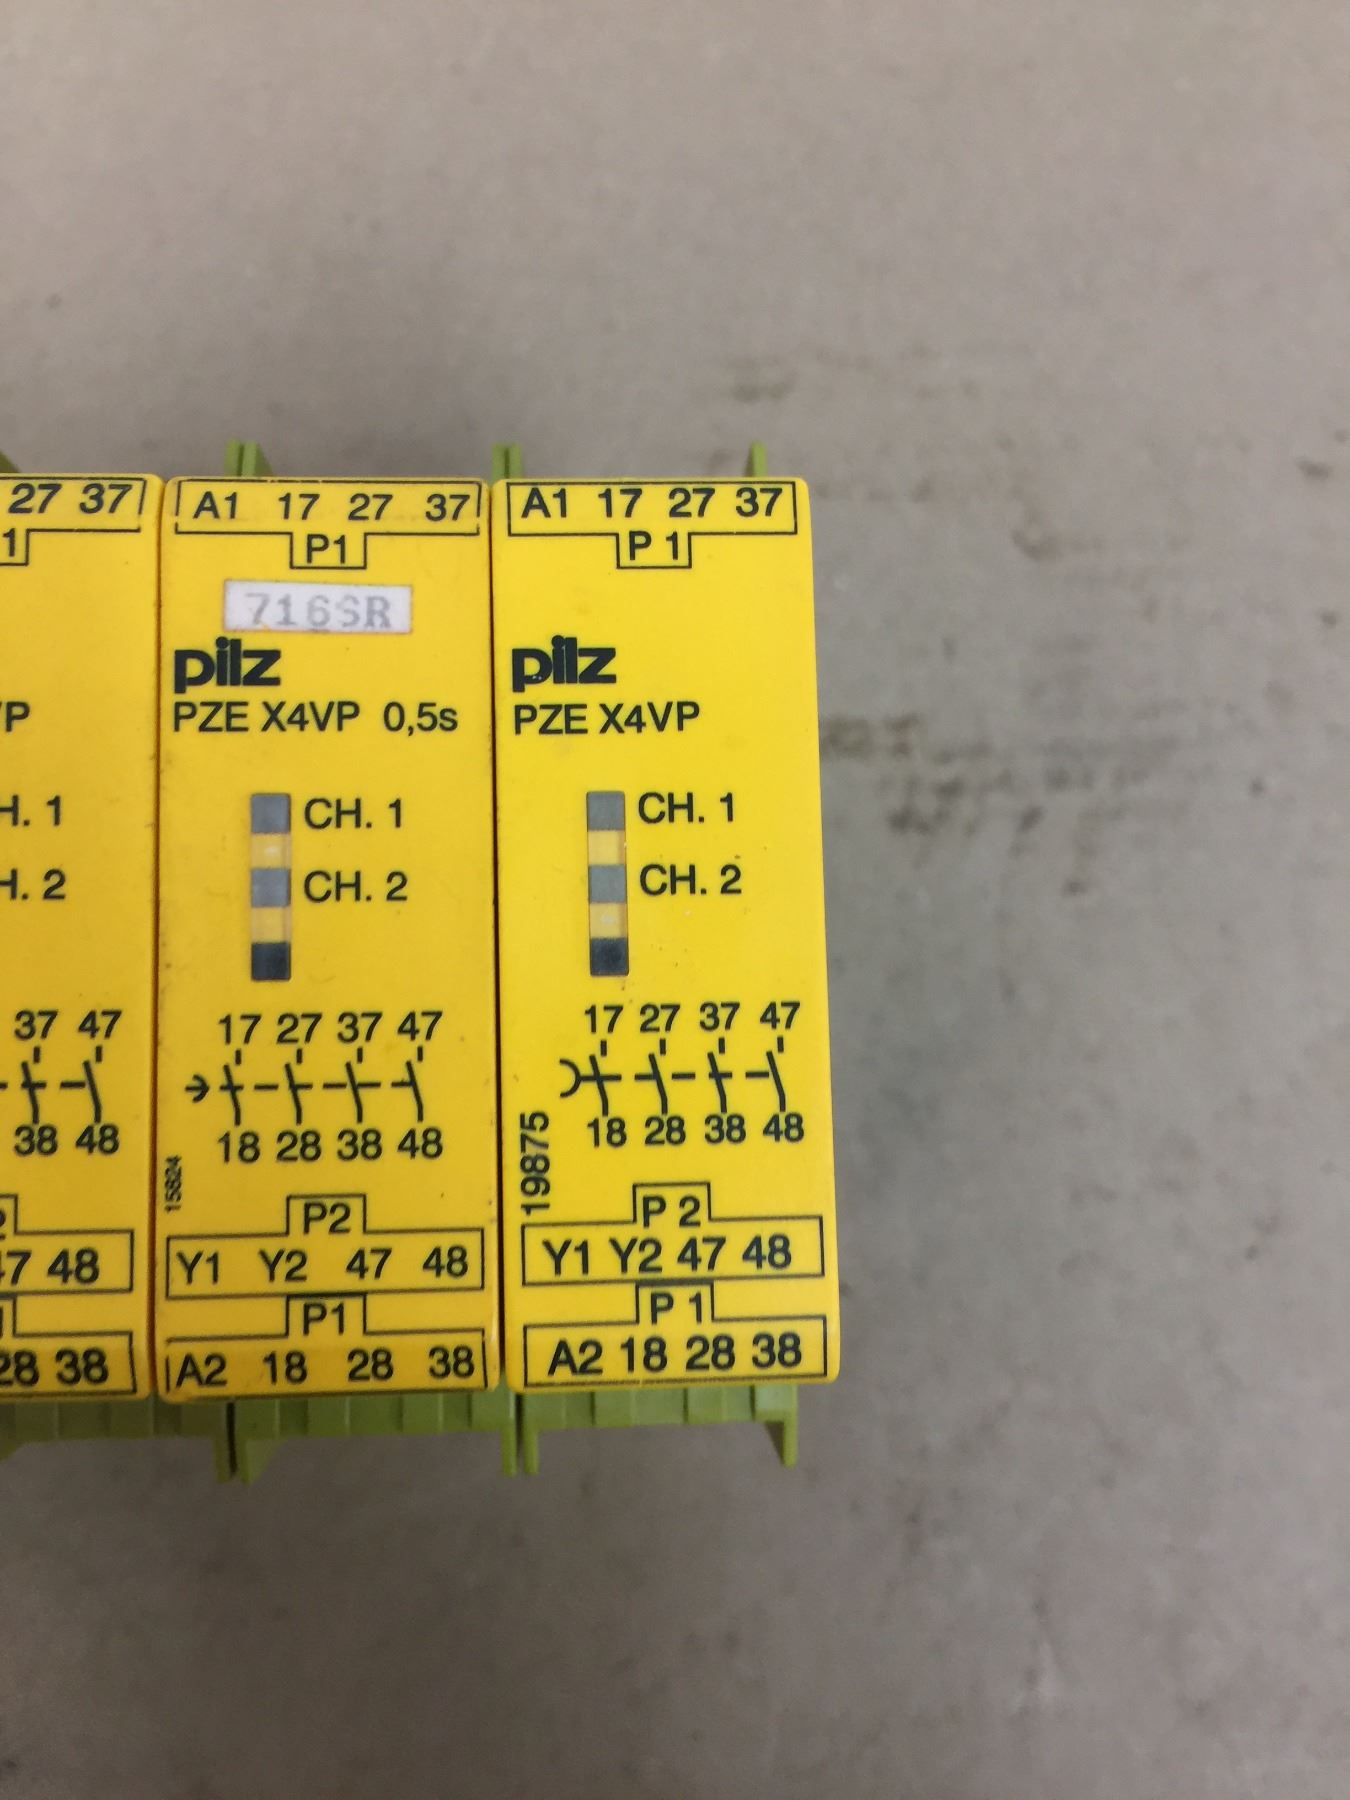 27 37
1
VP
H. 1
H. 2
37 47
38 48
47 48
28 38
A1 17 27 37
P1
716SR
pilz
PZE X4VP 0,5s
CH. 1
CH. 2
17 27 37 47
18 28 38 48
15824
P2
Y1 Y2 47 48
P1
A2 18 28 38
A1 17 27 37
P 1
pilz
PZE X4VP
CH. 1
CH. 2
17 27 37 47
18 28 38 48
19875
P 2
Y1 Y2 47 48
P 1
A2 18 28 38